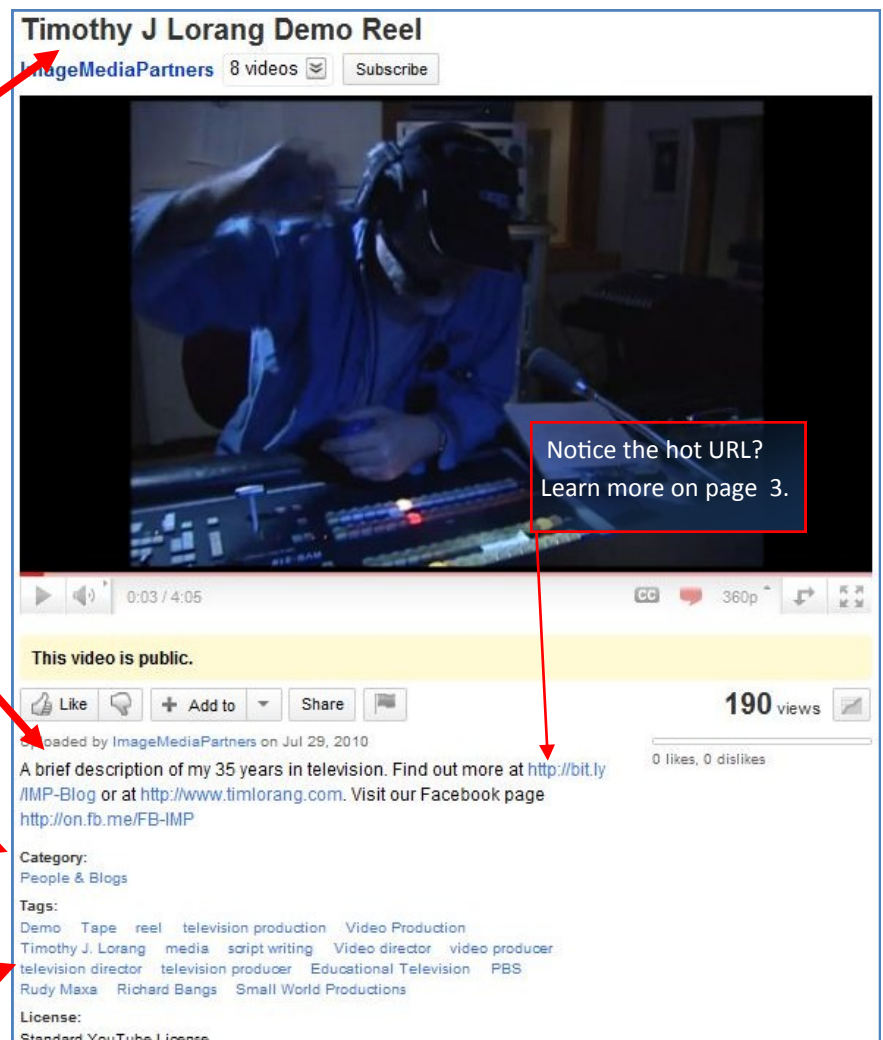 Timothy J Lorang Demo Reel
ImageMediaPartners 8 videos Subscribe
Notice the hot URL?
Learn more on page 3.
0:03 / 4:05 CC 360p
This video is public.
Like Add to Share 190 views
Uploaded by ImageMediaPartners on Jul 29, 2010
0 likes, 0 dislikes
A brief description of my 35 years in television. Find out more at http://bit.ly
/IMP-Blog or at http://www.timlorang.com. Visit our Facebook page
http://on.fb.me/FB-IMP
Category:
People & Blogs
Tags:
Demo Tape reel television production Video Production
Timothy J. Lorang media script writing Video director video producer
television director television producer Educational Television PBS
Rudy Maxa Richard Bangs Small World Productions
License:
Standard YouTube License